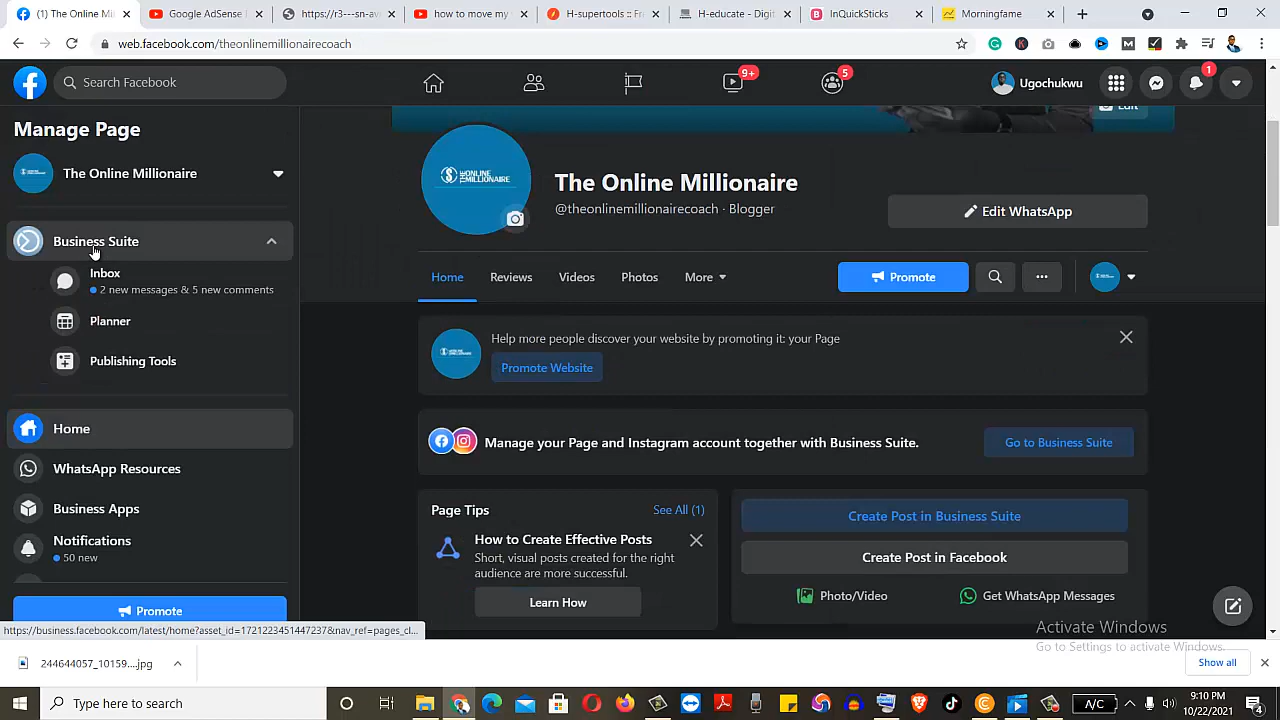 (1) The Online Mi
Google AdSense
https://r3---sn-av
how to move my
H-supertools :: Fr
H-educate - Digit
InQuickSticks
Morningfame
web.facebook.com/theonlinemillionairecoach
Search Facebook
9+
5
Ugochukwu
1
Manage Page
The Online Millionaire
Business Suite
Inbox
2 new messages & 5 new comments
Planner
Publishing Tools
Home
WhatsApp Resources
Business Apps
Notifications
50 new
Promote
Edit
The Online Millionaire
@theonlinemillionairecoach · Blogger
Edit WhatsApp
Home
Reviews
Videos
Photos
More
Promote
Help more people discover your website by promoting it: your Page
Promote Website
Manage your Page and Instagram account together with Business Suite.
Go to Business Suite
Page Tips
See All (1)
How to Create Effective Posts
Short, visual posts created for the right
audience are more successful.
Learn How
Create Post in Business Suite
Create Post in Facebook
Photo/Video
Get WhatsApp Messages
https://business.facebook.com/latest/home?asset_id=1721223451447237&nav_ref=pages_cl...
Activate Windows
Go to Settings to activate Windows.
244644057_10159....jpg
Show all
Type here to search
A/C
9:10 PM
10/22/2021
4